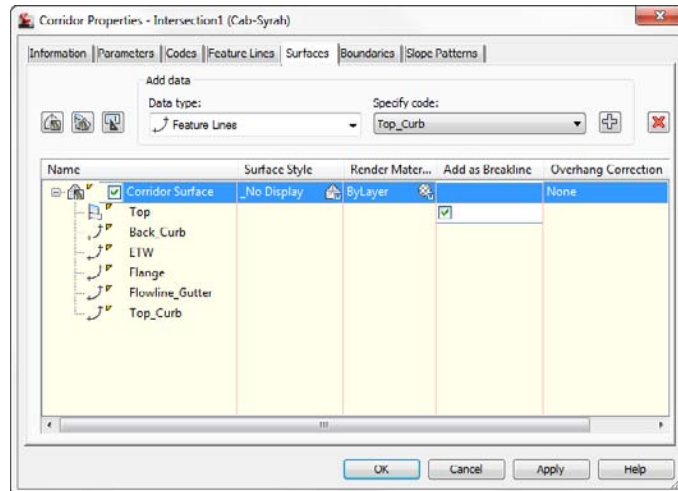 Corridor Properties - Intersection1 (Cab-Syrah)
Information Parameters Codes Feature Lines Surfaces Boundaries Slope Patterns
Add data
Data type: Specify code:
Feature Lines Top_Curb
Name Surface Style Render Mater... Add as Breakline Overhang Correction
Corridor Surface _No Display ByLayer None
Top
Back_Curb
ETW
Flange
Flowline_Gutter
Top_Curb
OK Cancel Apply Help